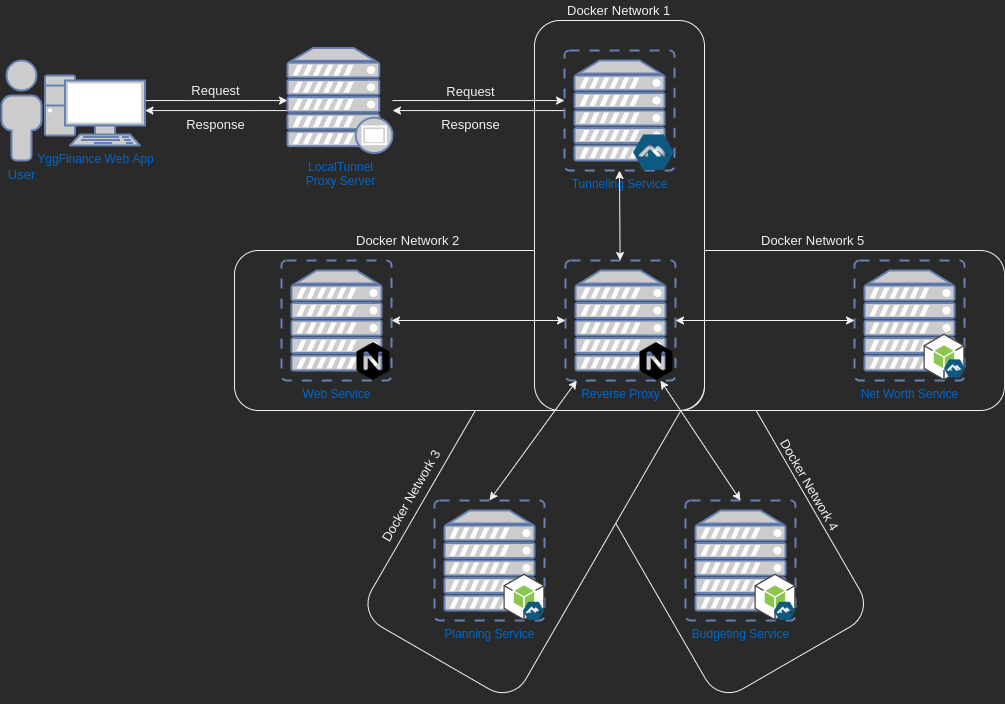 Docker Network 1
Request
Response
Request
Response
User
YggFinance Web App
LocalTunnel
Proxy Server
Tunneling Service
Docker Network 2
Docker Network 5
N
N
Web Service
Reverse Proxy
Net Worth Service
Docker Network 3
Docker Network 4
Planning Service
Budgeting Service